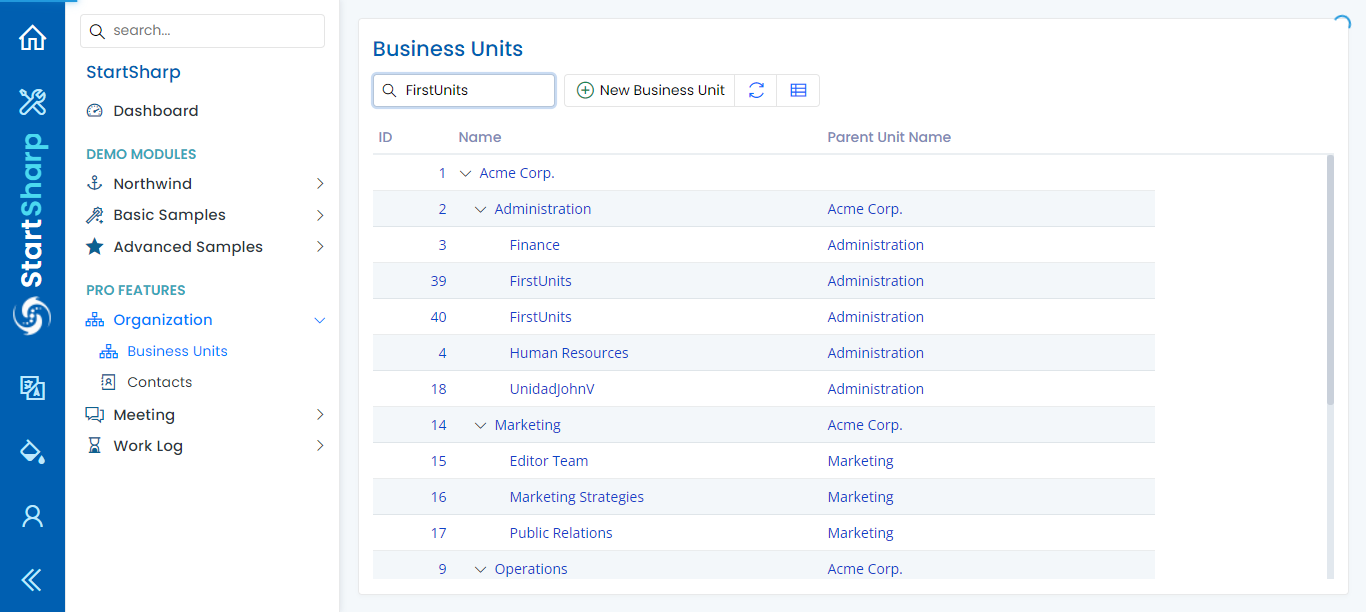 StartSharp
search...
StartSharp
Dashboard
DEMO MODULES
Northwind
Basic Samples
Advanced Samples
PRO FEATURES
Organization
Business Units
Contacts
Meeting
Work Log
Business Units
FirstUnits New Business Unit
ID Name Parent Unit Name
1 Acme Corp.
2 Administration Acme Corp.
3 Finance Administration
39 FirstUnits Administration
40 FirstUnits Administration
4 Human Resources Administration
18 UnidadJohnV Administration
14 Marketing Acme Corp.
15 Editor Team Marketing
16 Marketing Strategies Marketing
17 Public Relations Marketing
9 Operations Acme Corp.